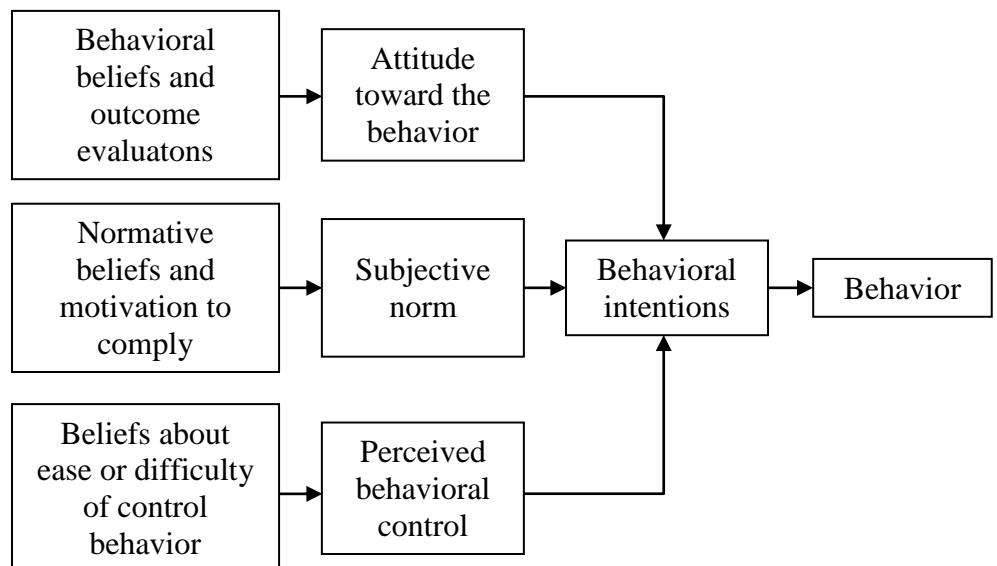 Behavioral
beliefs and
outcome
evaluatons
Attitude
toward the
behavior
Normative
beliefs and
motivation to
comply
Subjective
norm
Behavioral
intentions
Behavior
Beliefs about
ease or difficulty
of control
behavior
Perceived
behavioral
control